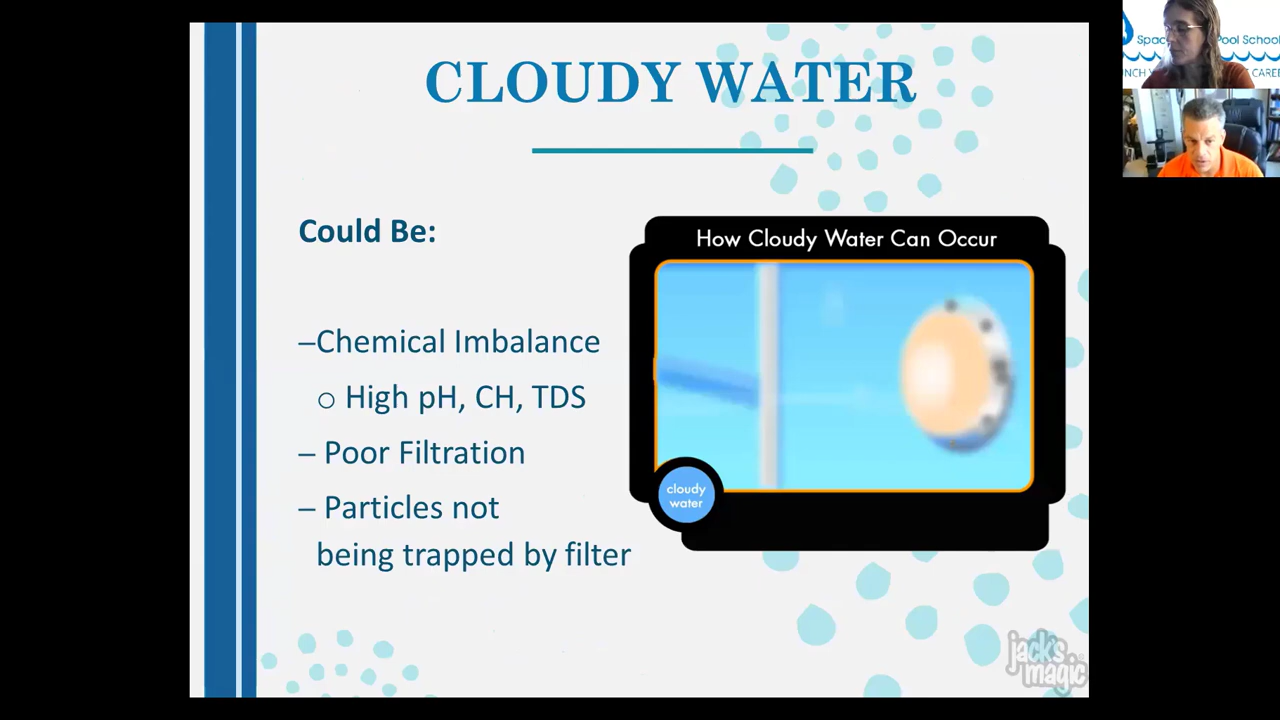 CLOUDY WATER
Could Be:
–Chemical Imbalance
o High pH, CH, TDS
– Poor Filtration
– Particles not
being trapped by filter
How Cloudy Water Can Occur
cloudy
water
jack's
magic
Pool School